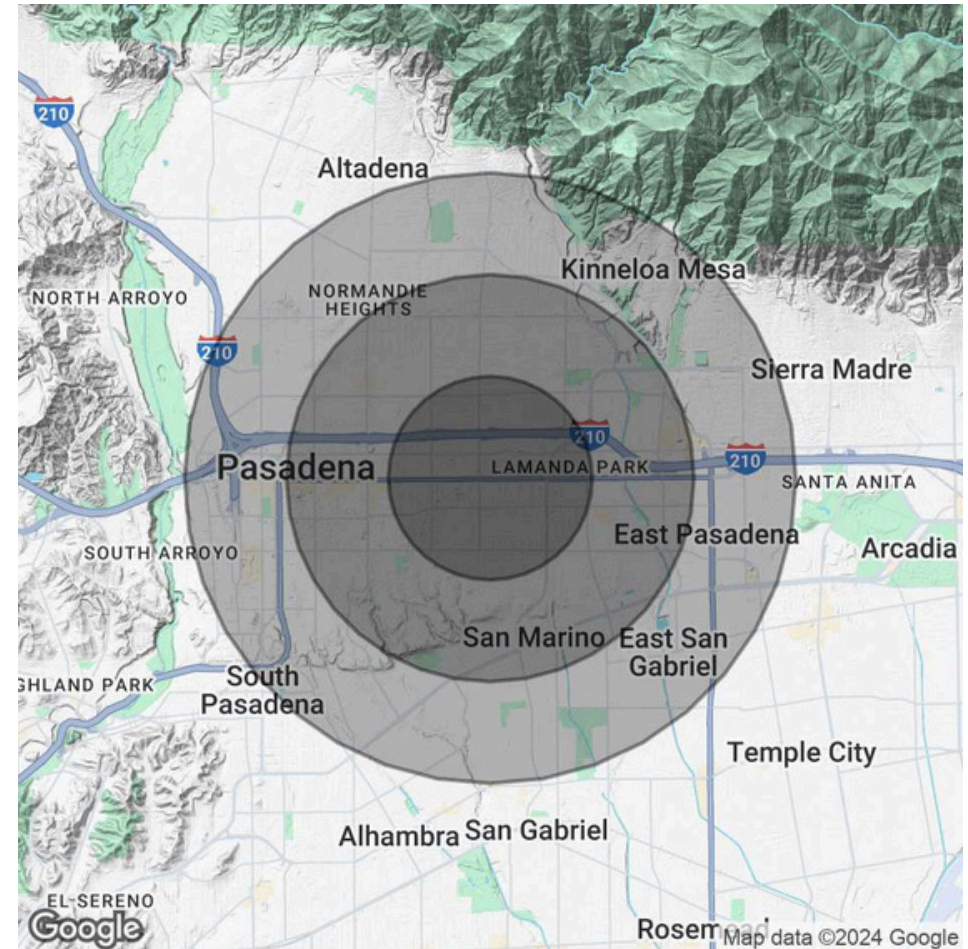 210
Altadena
Kinneloa Mesa
NORTH ARROYO
NORMANDIE
HEIGHTS
210
Sierra Madre
210
Pasadena
LAMANDA PARK
210
SANTA ANITA
East Pasadena
SOUTH ARROYO
Arcadia
San Marino
East San
Gabriel
GHLAND PARK
South
Pasadena
Temple City
Alhambra
San Gabriel
EL-SERENO
Google
Map data ©2024 Google